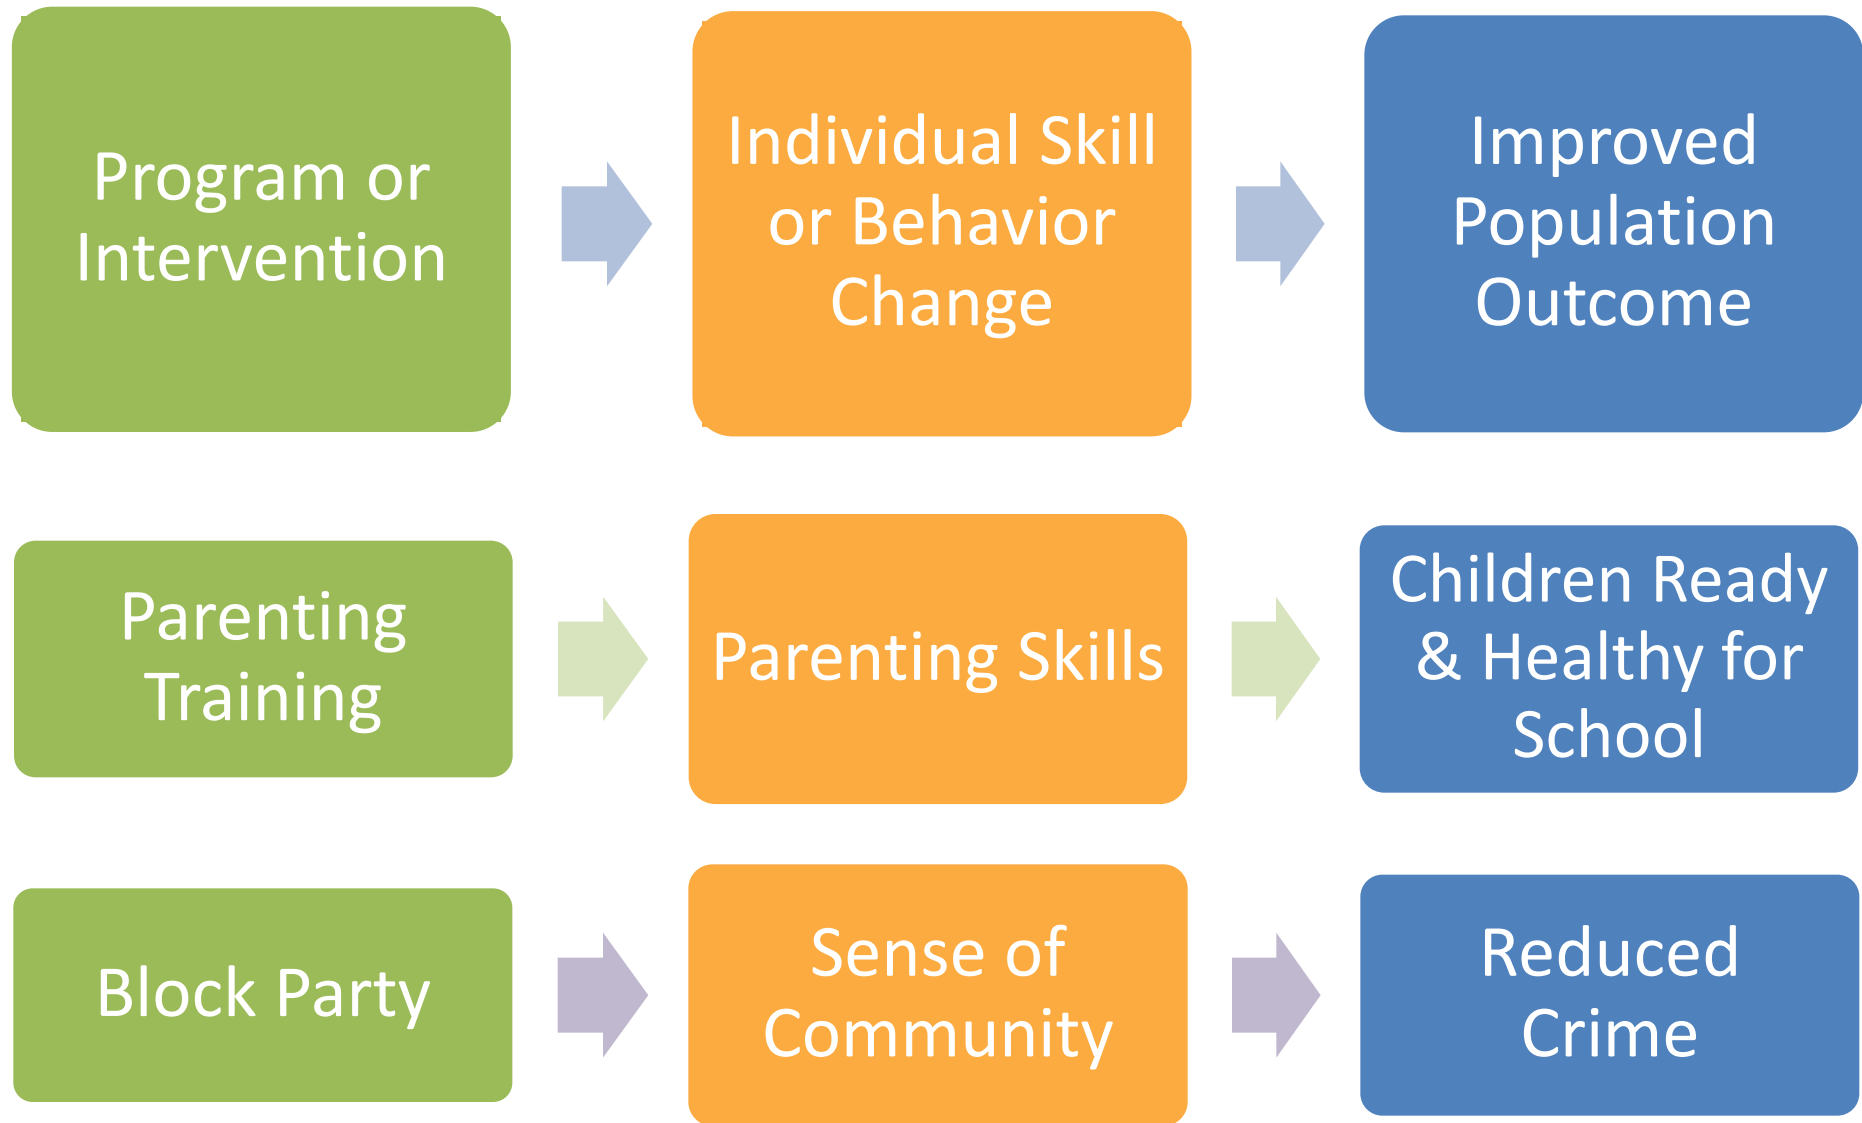 Program or
Intervention
Individual Skill
or Behavior
Change
Improved
Population
Outcome
Parenting
Training
Parenting Skills
Children Ready
& Healthy for
School
Block Party
Sense of
Community
Reduced
Crime